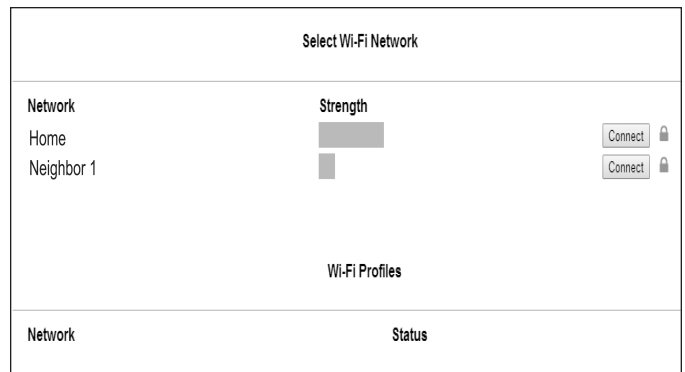 Select Wi-Fi Network
Network Strength
Home Connect
Neighbor 1 Connect
Wi-Fi Profiles
Network Status